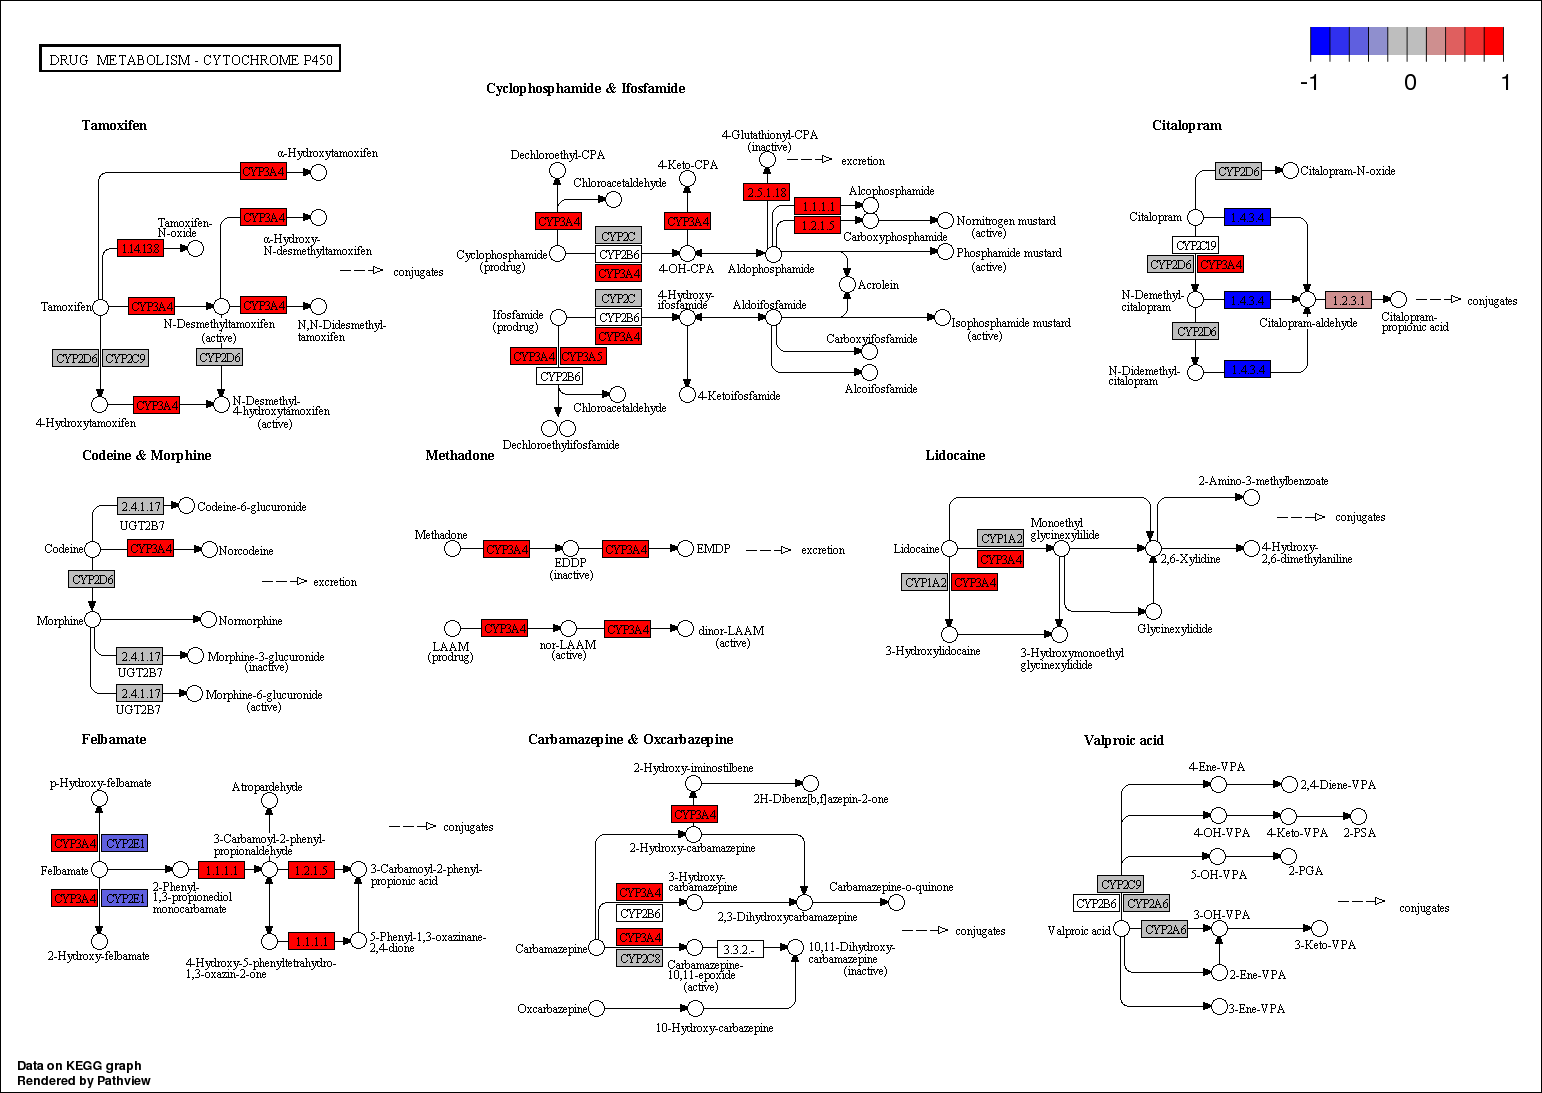 DRUG METABOLISM - CYTOCHROME P450
-1 0 1
Cyclophosphamide & Ifosfamide
Tamoxifen
α-Hydroxytamoxifen
CYP3A4
Tamoxifen-
N-oxide
CYP3A4
α-Hydroxy-
N-desmethyltamoxifen
1.14.13.8
conjugates
Tamoxifen
CYP3A4
CYP3A4
N-Desmethyltamoxifen
(active)
N,N-Didesmethyl-
tamoxifen
CYP2D6
CYP2C9
CYP2D6
CYP3A4
N-Desmethyl-
4-hydroxytamoxifen
(active)
4-Hydroxytamoxifen
4-Glutathionyl-CPA
(inactive)
excretion
Dechloroethyl-CPA
4-Keto-CPA
Chloroacetaldehyde
2.5.1.18
Alcophosphamide
1.1.1.1
1.2.1.5
CYP3A4
CYP3A4
Nornitrogen mustard
(active)
Carboxyphosphamide
CYP2C
CYP2B6
CYP3A4
Cyclophosphamide
(prodrug)
4-OH-CPA
Aldophosphamide
Phosphamide mustard
(active)
Acrolein
CYP2C
CYP2B6
CYP3A4
4-Hydroxy-
ifosfamide
Aldoifosfamide
Ifosfamide
(prodrug)
Isophosphamide mustard
(active)
CYP3A4
CYP3A5
CYP2B6
Carboxyifosfamide
Alcoifosfamide
Chloroacetaldehyde
4-Ketoifosfamide
Dechloroethylifosfamide
Citalopram
CYP2D6
Citalopram-N-oxide
Citalopram
1.4.3.4
CYP2C19
CYP2D6
CYP3A4
N-Demethyl-
citalopram
1.4.3.4
1.2.3.1
conjugates
Citalopram-aldehyde
Citalopram-
propionic acid
CYP2D6
N-Didemethyl-
citalopram
1.4.3.4
Codeine & Morphine
2.4.1.17
UGT2B7
Codeine-6-glucuronide
Codeine
CYP3A4
Norcodeine
CYP2D6
excretion
Morphine
Normorphine
2.4.1.17
UGT2B7
Morphine-3-glucuronide
(inactive)
2.4.1.17
UGT2B7
Morphine-6-glucuronide
(active)
Methadone
Methadone
CYP3A4
EDDP
(inactive)
CYP3A4
EMDP
excretion
LAAM
(prodrug)
CYP3A4
nor-LAAM
(active)
CYP3A4
dinor-LAAM
(active)
Lidocaine
2-Amino-3-methylbenzoate
conjugates
Monoethyl
glycinexylilide
Lidocaine
CYP1A2
CYP3A4
2,6-Xylidine
4-Hydroxy-
2,6-dimethylaniline
CYP1A2
CYP3A4
Glycinexylidide
3-Hydroxylidocaine
3-Hydroxymonoethyl
glycinexylidide
Felbamate
p-Hydroxy-felbamate
Atropardehyde
conjugates
CYP3A4
CYP2E1
3-Carbamoyl-2-phenyl-
propionaldehyde
Felbamate
1.1.1.1
1.2.1.5
3-Carbamoyl-2-phenyl-
propionic acid
CYP3A4
CYP2E1
2-Phenyl-
1,3-propionediol
monocarbamate
2-Hydroxy-felbamate
1.1.1.1
5-Phenyl-1,3-oxazinane-
2,4-dione
4-Hydroxy-5-phenyltetrahydro-
1,3-oxazin-2-one
Carbamazepine & Oxcarbazepine
2-Hydroxy-iminostilbene
2H-Dibenz[b,f]azepin-2-one
CYP3A4
2-Hydroxy-carbamazepine
3-Hydroxy-
carbamazepine
CYP3A4
CYP2B6
Carbamazepine-o-quinone
2,3-Dihydroxycarbamazepine
conjugates
CYP3A4
CYP2C8
Carbamazepine
3.3.2.-
Carbamazepine-
10,11-epoxide
(active)
10,11-Dihydroxy-
carbamazepine
(inactive)
Oxcarbazepine
10-Hydroxy-carbazepine
Valproic acid
4-Ene-VPA
2,4-Diene-VPA
4-OH-VPA
4-Keto-VPA
2-PSA
5-OH-VPA
2-PGA
CYP2C9
CYP2B6
CYP2A6
conjugates
Valproic acid
CYP2A6
3-OH-VPA
3-Keto-VPA
2-Ene-VPA
3-Ene-VPA
Data on KEGG graph
Rendered by Pathview